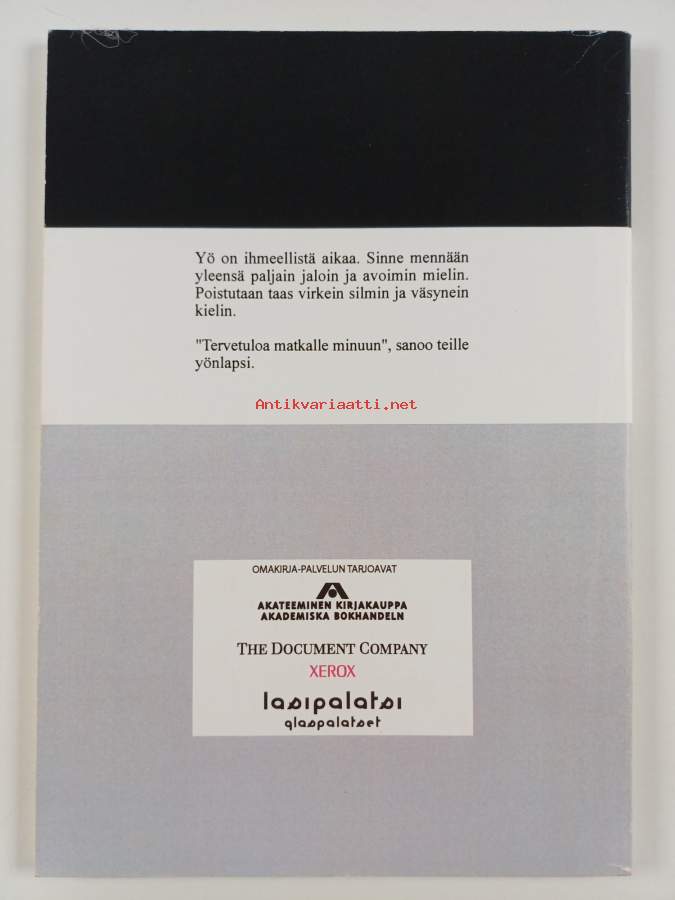 Yö on ihmeellistä aikaa. Sinne mennään
yleensä paljain jaloin ja avoimin mielin.
Poistutaan taas virkein silmin ja väsynein
kielin.
"Tervetuloa matkalle minuun", sanoo teille
yönlapsi.
Antikvariaatti.net
OMAKIRJA-PALVELUN TARJOAVAT
AKATEEMINEN KIRJAKAUPPA
AKADEMISKA BOKHANDELN
THE DOCUMENT COMPANY
XEROX
lasipalatsi
glaspalatset